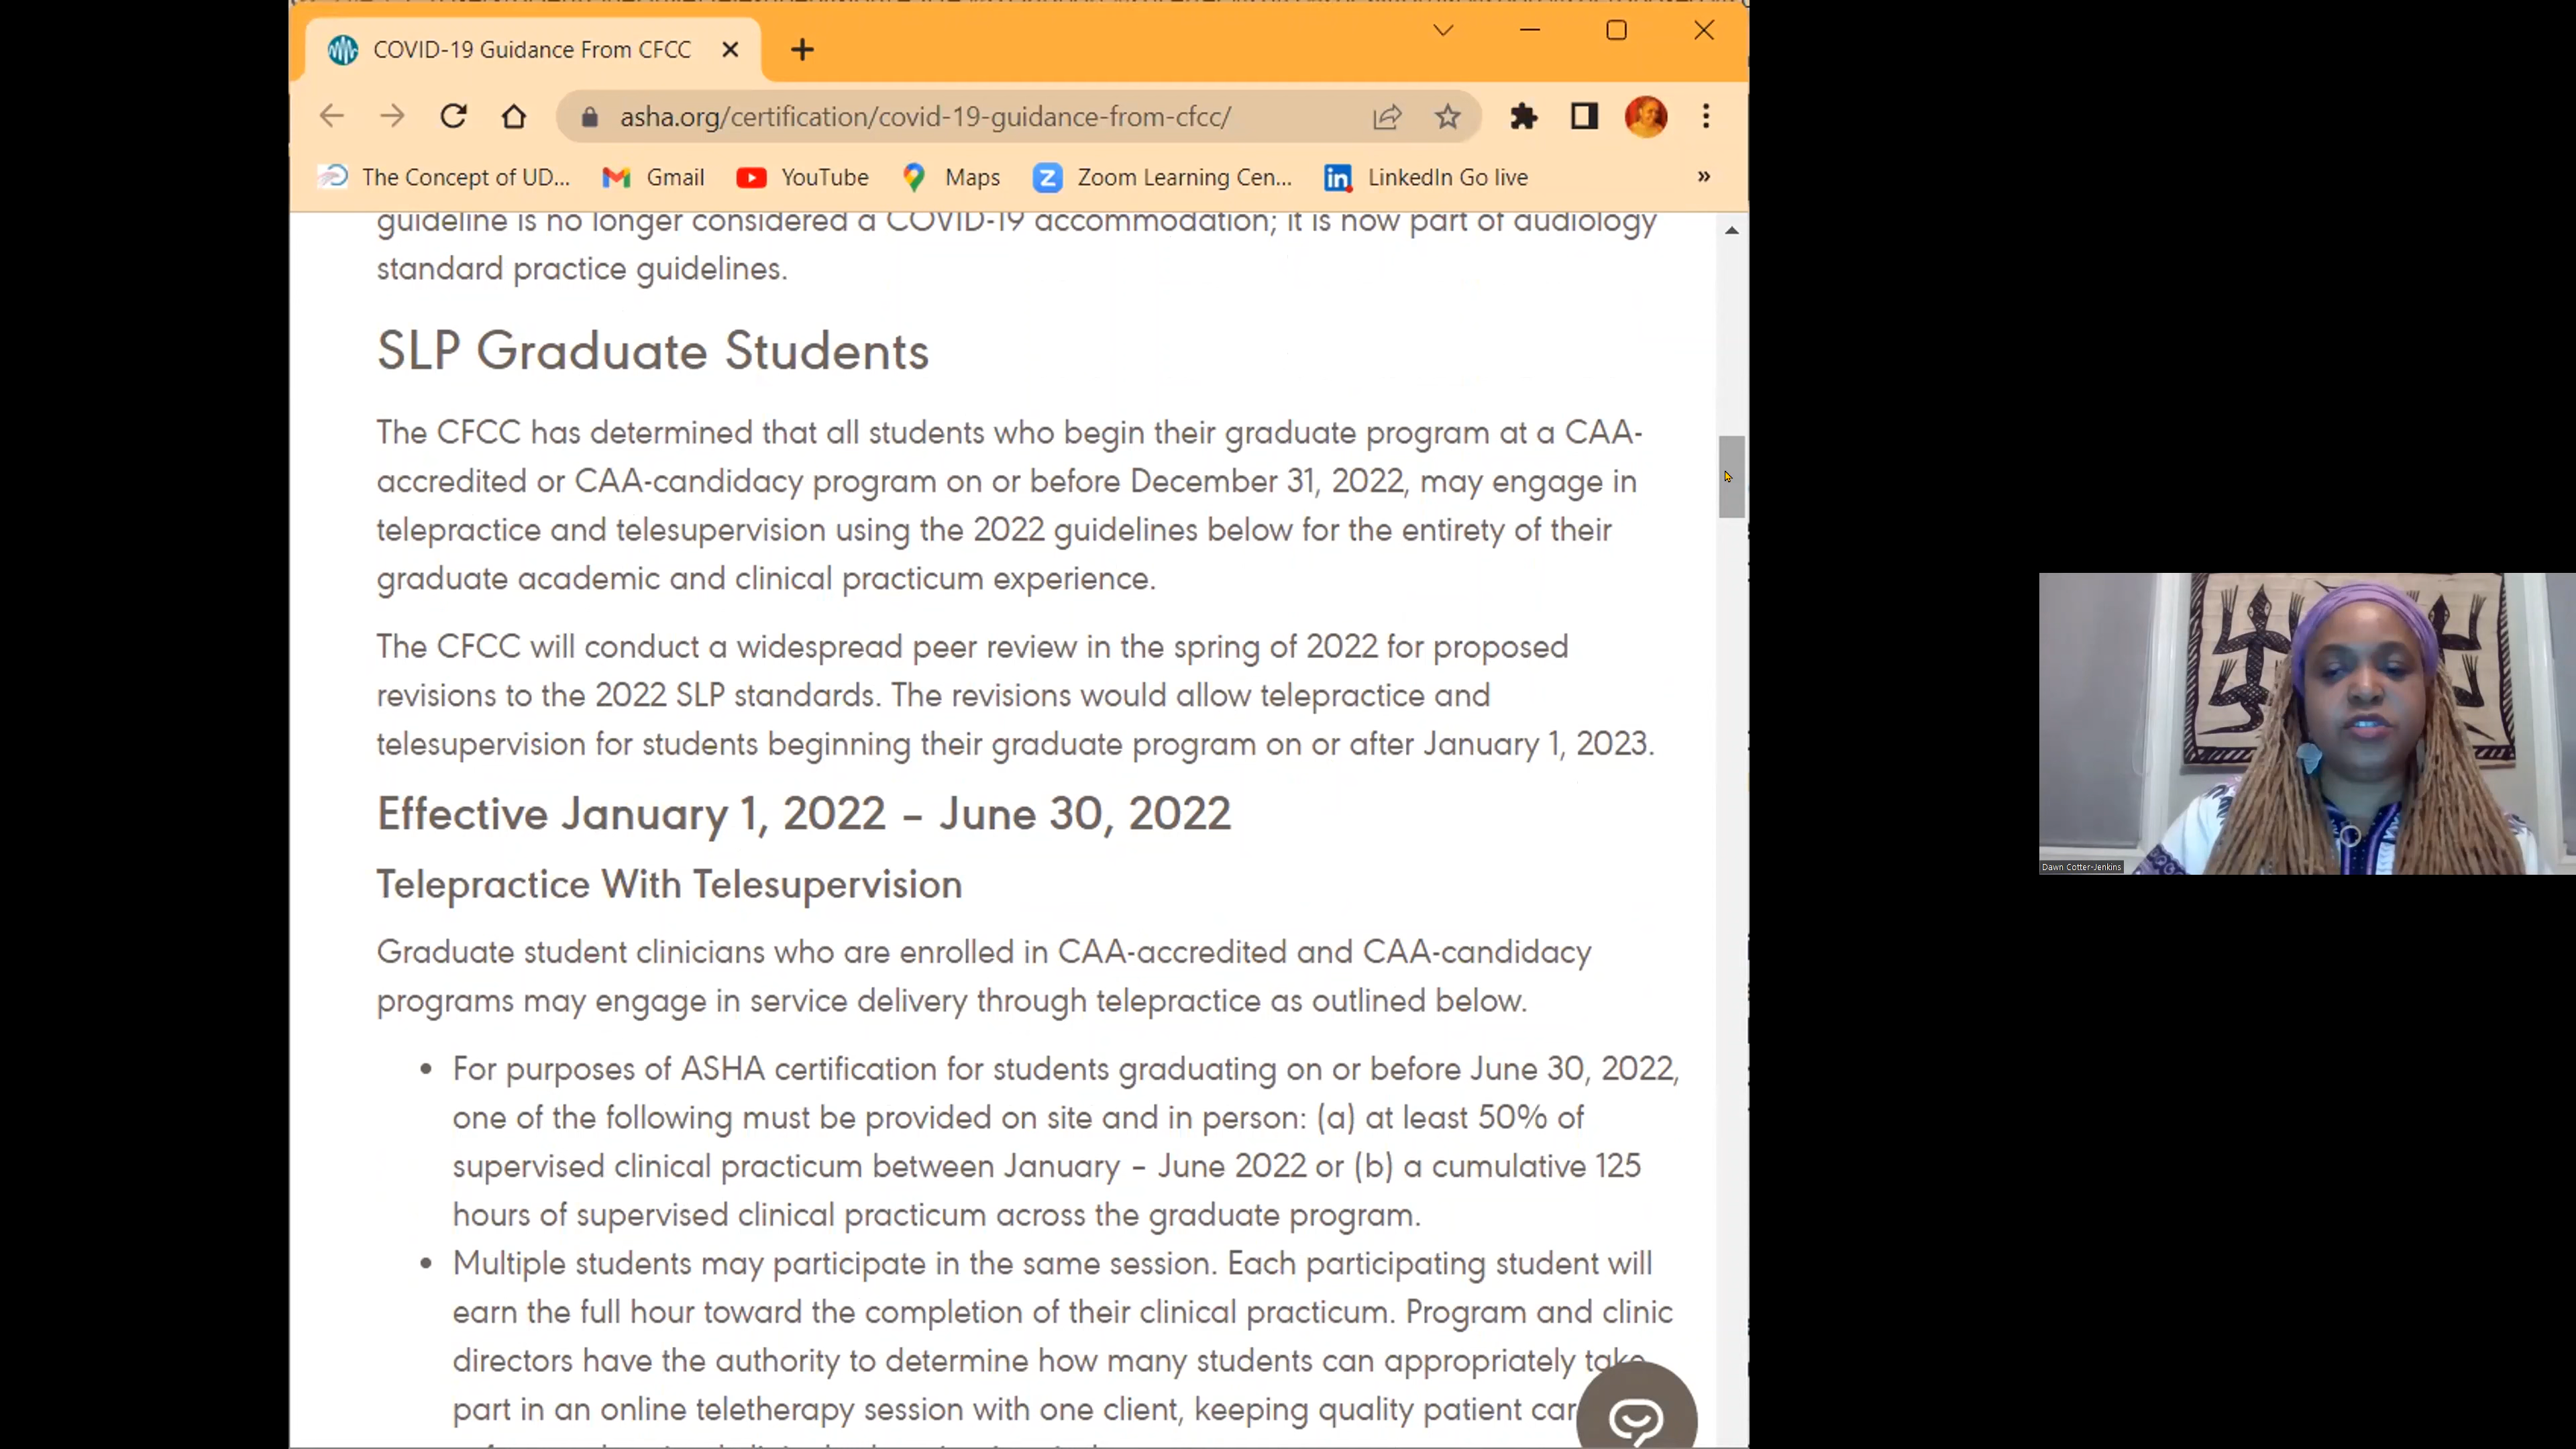 COVID-19 Guidance From CFCC
asha.org/certification/covid-19-guidance-from-cfcc/
The Concept of UD...
Gmail
YouTube
Maps
Zoom Learning Cen...
LinkedIn Go live
»
guideline is no longer considered a COVID-19 accommodation; it is now part of audiology
standard practice guidelines.
SLP Graduate Students
The CFCC has determined that all students who begin their graduate program at a CAA-
accredited or CAA-candidacy program on or before December 31, 2022, may engage in
telepractice and telesupervision using the 2022 guidelines below for the entirety of their
graduate academic and clinical practicum experience.
The CFCC will conduct a widespread peer review in the spring of 2022 for proposed
revisions to the 2022 SLP standards. The revisions would allow telepractice and
telesupervision for students beginning their graduate program on or after January 1, 2023.
Effective January 1, 2022 – June 30, 2022
Telepractice With Telesupervision
Graduate student clinicians who are enrolled in CAA-accredited and CAA-candidacy
programs may engage in service delivery through telepractice as outlined below.
• For purposes of ASHA certification for students graduating on or before June 30, 2022,
one of the following must be provided on site and in person: (a) at least 50% of
supervised clinical practicum between January – June 2022 or (b) a cumulative 125
hours of supervised clinical practicum across the graduate program.
• Multiple students may participate in the same session. Each participating student will
earn the full hour toward the completion of their clinical practicum. Program and clinic
directors have the authority to determine how many students can appropriately take
part in an online teletherapy session with one client, keeping quality patient car
Dawn Cotter-Jenkins